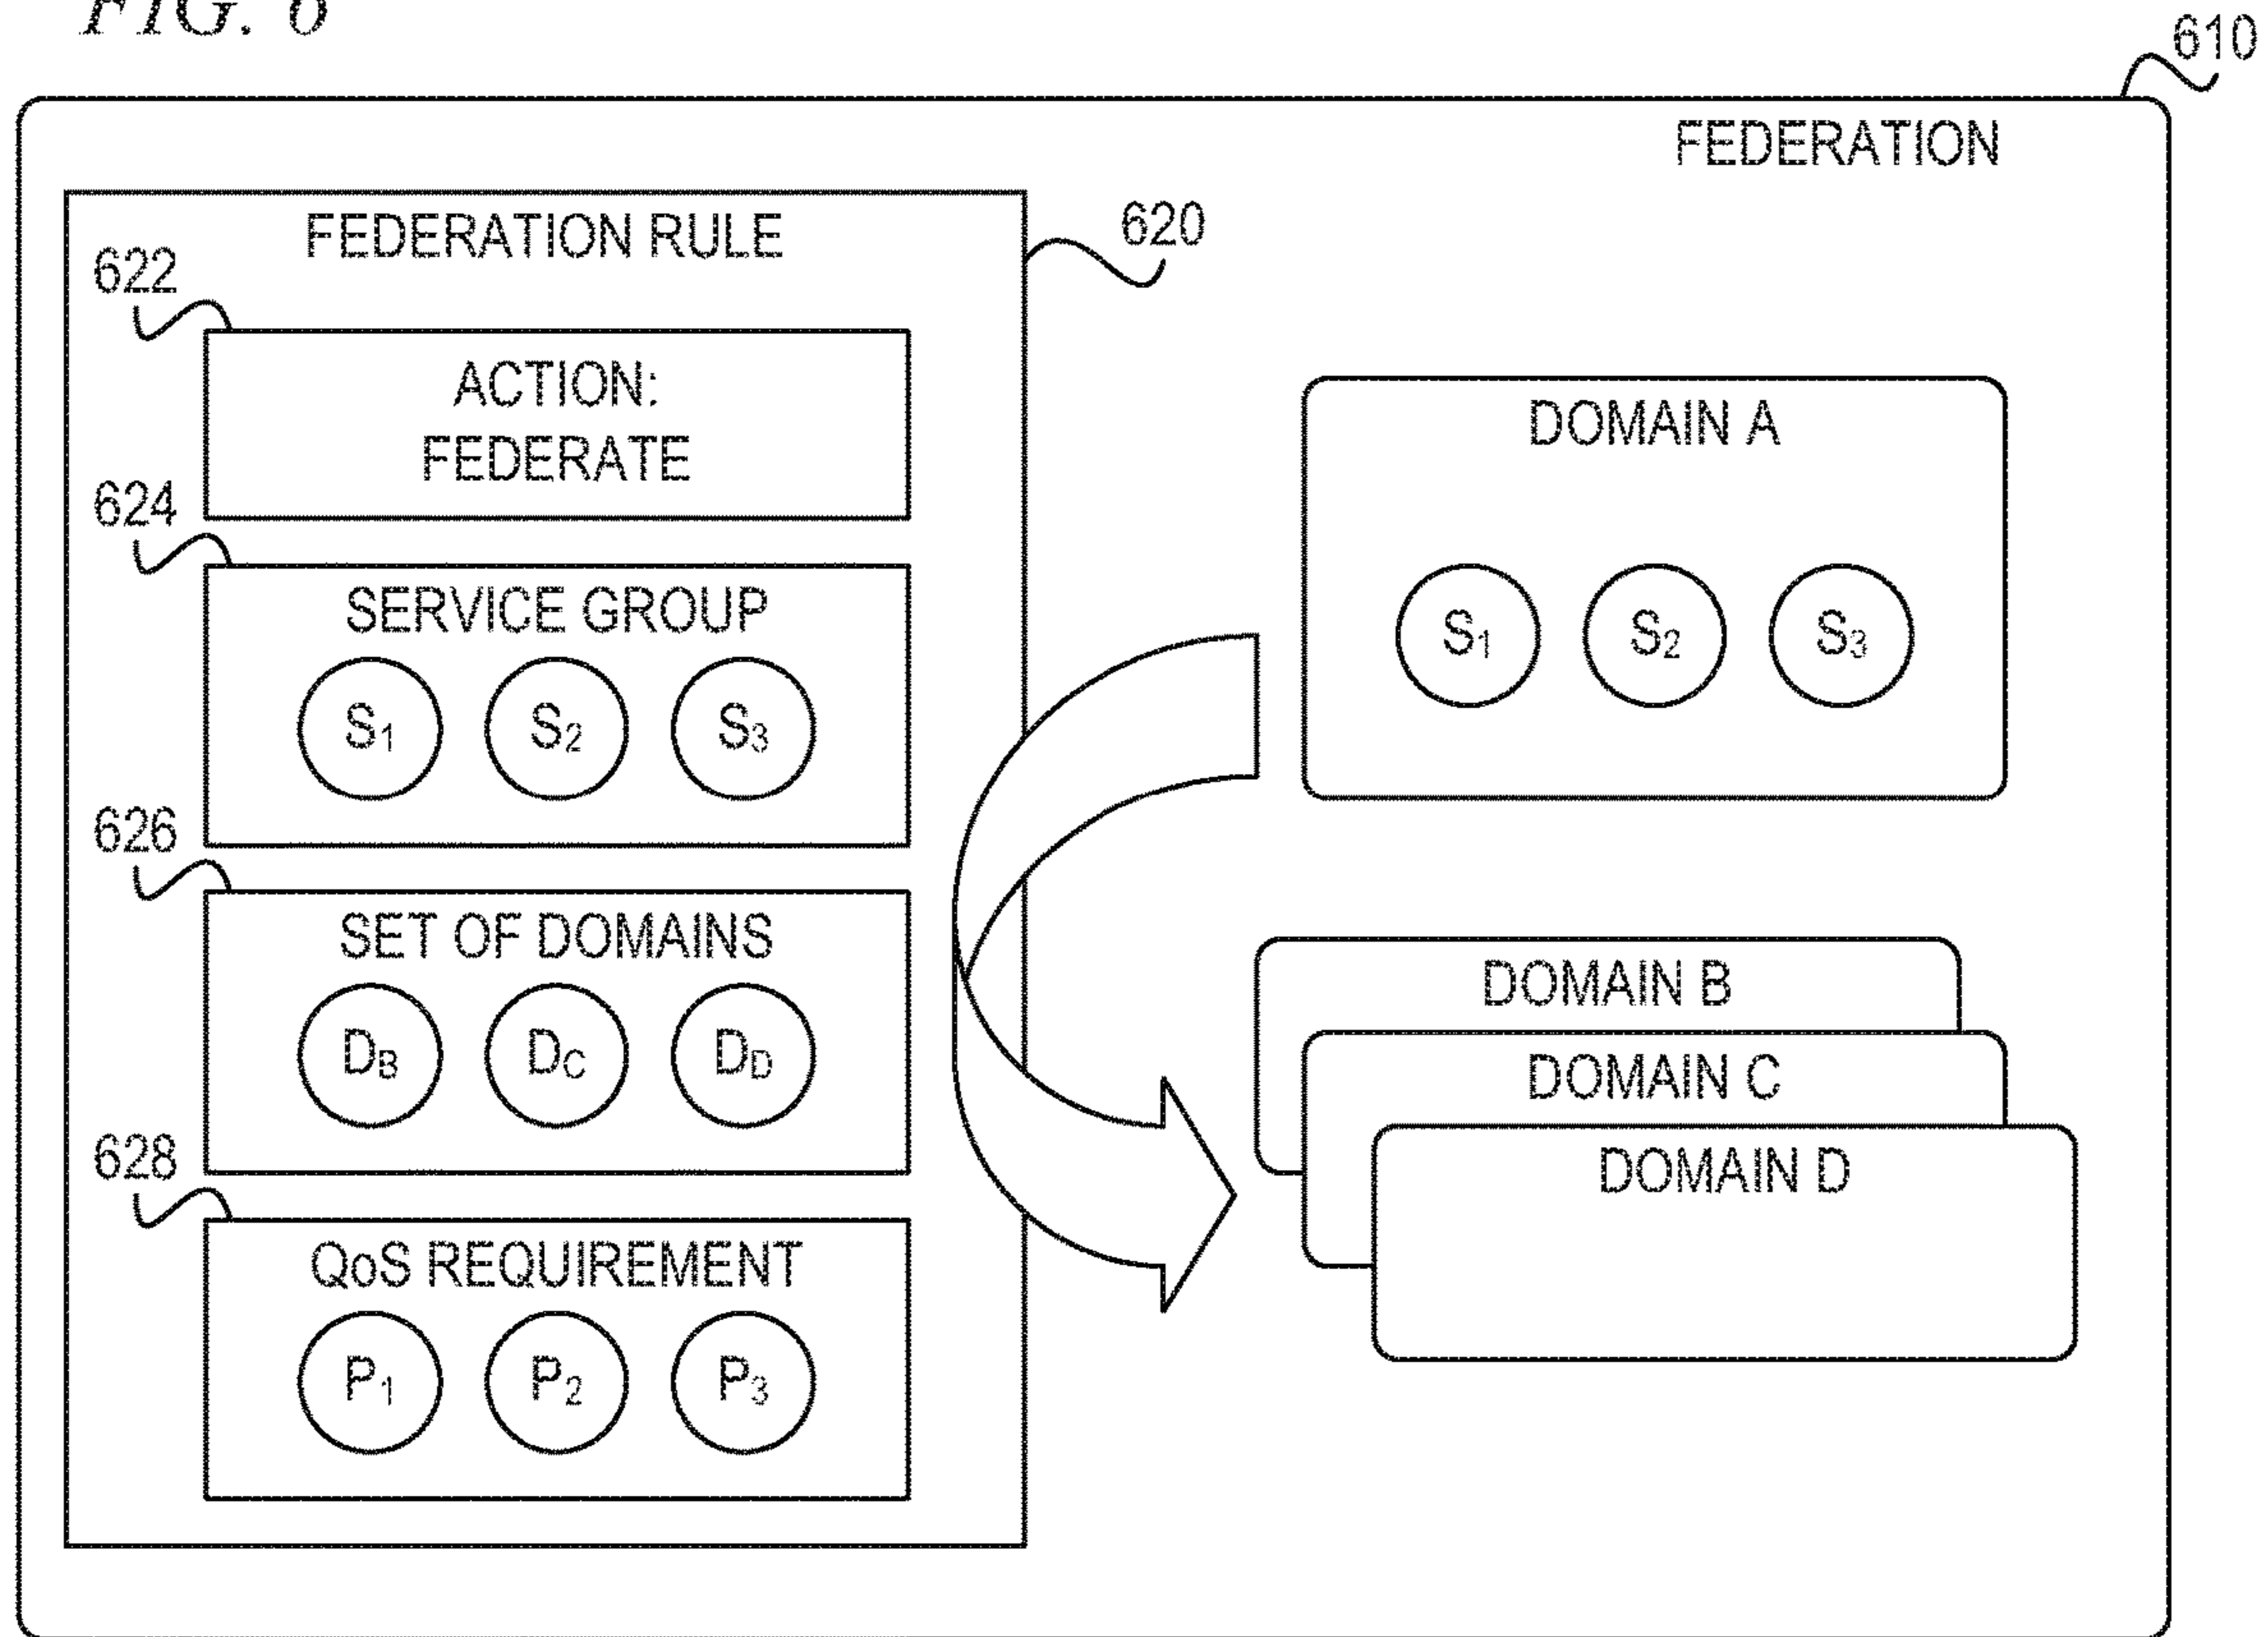 FIG. 6
610
FEDERATION
FEDERATION RULE
620
622
ACTION:
FEDERATE
624
SERVICE GROUP
S1 S2 S3
626
SET OF DOMAINS
DB DC DD
628
QoS REQUIREMENT
P1 P2 P3
DOMAIN A
S1 S2 S3
DOMAIN B
DOMAIN C
DOMAIN D